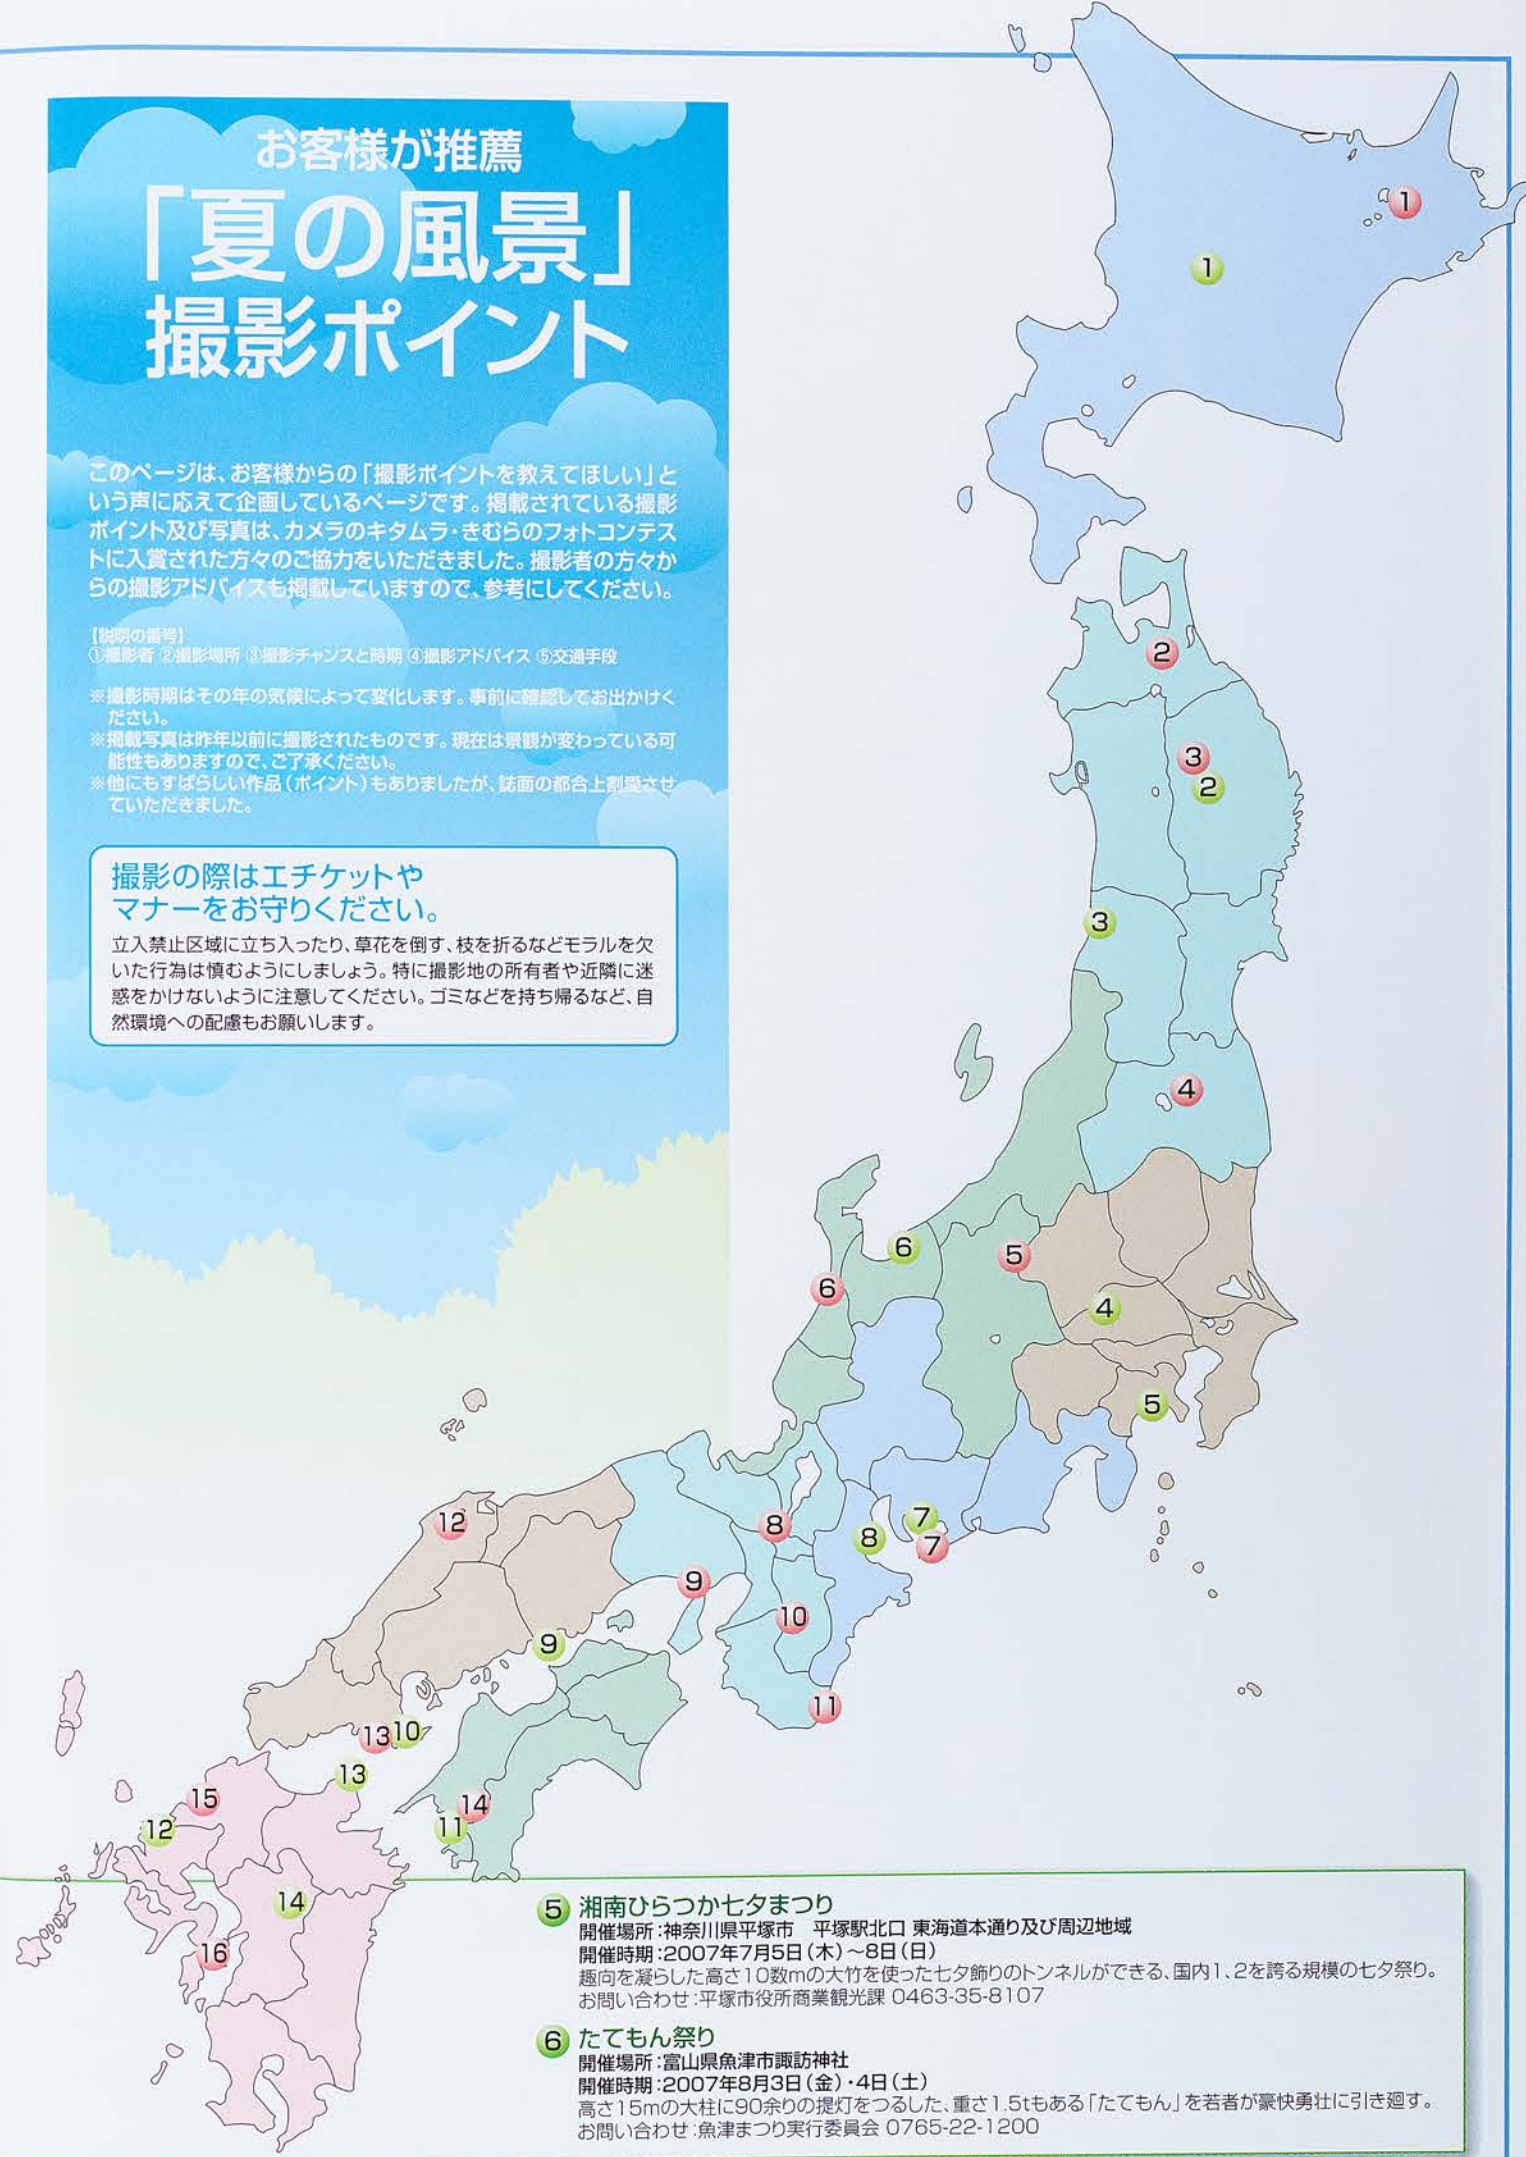 お客様が推薦
「夏の風景」
撮影ポイント
このページは、お客様からの「撮影ポイントを教えてほしい」と
いう声に応えて企画しているページです。掲載されている撮影
ポイント及び写真は、カメラのキタムラ・きむらのフォトコンテス
トに入賞された方々のご協力をいただきました。撮影者の方々か
らの撮影アドバイスも掲載していますので、参考にしてください。
【説明の番号】
①撮影者 ②撮影場所 ③撮影チャンスと時期 ④撮影アドバイス ⑤交通手段
※撮影時期はその年の気候によって変化します。事前に確認してお出かけく
ださい。
※掲載写真は昨年以前に撮影されたものです。現在は景観が変わっている可
能性もありますので、ご了承ください。
※他にもすばらしい作品(ポイント)もありましたが、誌面の都合上割愛させ
ていただきました。
撮影の際はエチケットや
マナーをお守りください。
立入禁止区域に立ち入ったり、草花を倒す、枝を折るなどモラルを欠
いた行為は慎むようにしましょう。特に撮影地の所有者や近隣に迷
惑をかけないように注意してください。ゴミなどを持ち帰るなど、自
然環境への配慮もお願いします。
1
1
2
3
2
3
4
6
5
6
4
5
12
8
7
8
7
9
10
9
11
13
10
13
15
14
12
11
14
16
5 湘南ひらつか七夕まつり
開催場所:神奈川県平塚市 平塚駅北口 東海道本通り及び周辺地域
開催時期:2007年7月5日(木)～8日(日)
趣向を凝らした高さ10数mの大竹を使った七夕飾りのトンネルができる、国内1、2を誇る規模の七夕祭り。
お問い合わせ:平塚市役所商業観光課 0463-35-8107
6 たてもん祭り
開催場所:富山県魚津市諏訪神社
開催時期:2007年8月3日(金)・4日(土)
高さ15mの大柱に90余りの提灯をつるした、重さ1.5tもある「たてもん」を若者が豪快勇壮に引き廻す。
お問い合わせ:魚津まつり実行委員会 0765-22-1200